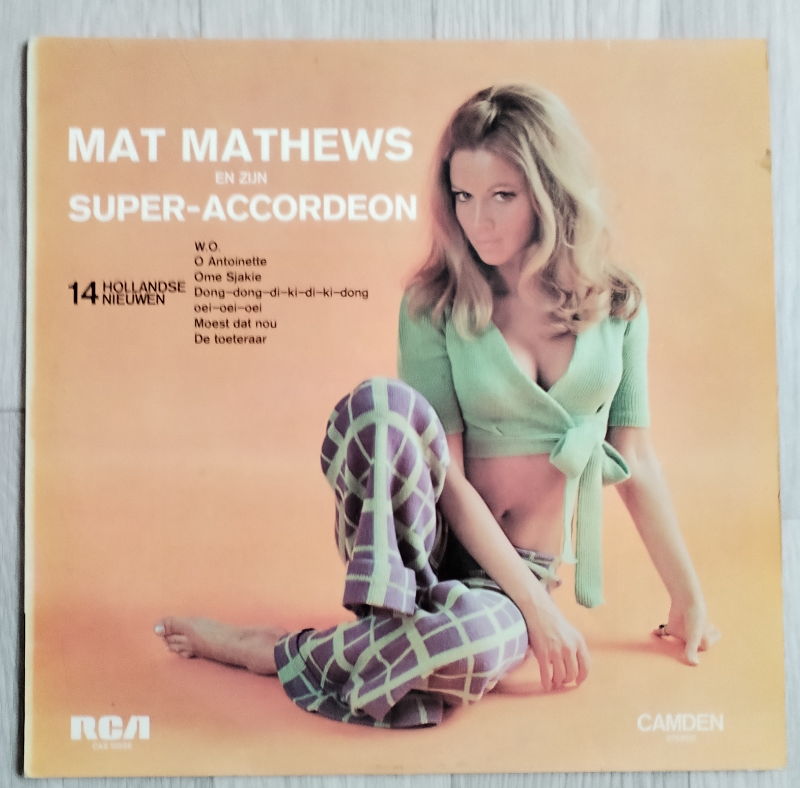 MAT MATHEWS
EN ZIJN
SUPER-ACCORDEON
14 HOLLANDSE
NIEUWEN
W.O.
O Antoinette
Ome Sjakie
Dong-dong-di-ki-di-ki-dong
oei-oei-oei
Moest dat nou
De toeteraar
RCA
CAMDEN